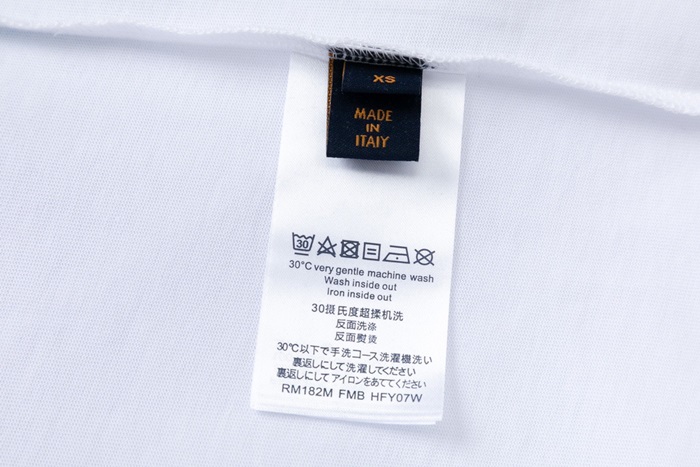 XS
MADE
IN
ITAIY
30
30°C very gentle machine wash
Wash inside out
Iron inside out
30摄氏度超揉机洗
反面洗涤
反面熨烫
30℃以下で手洗コース洗濯機洗い
裏返しにして洗濯してください
裏返しにしてアイロンをあててください
RM182M FMB HFY07W